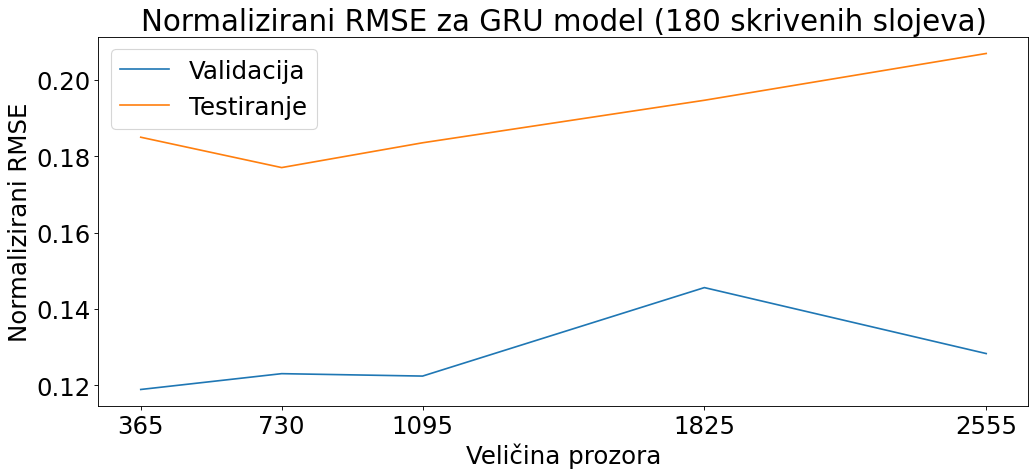 Normalizirani RMSE za GRU model (180 skrivenih slojeva)
Validacija
Testiranje
Normalizirani RMSE
0.20
0.18
0.16
0.14
0.12
365 730 1095 1825 2555
Veličina prozora